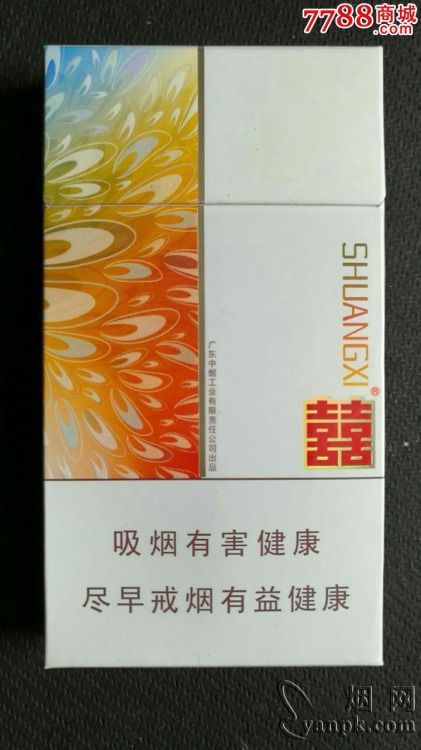 7788商城
SHUANGXI
®
囍
广东中烟工业有限责任公司出品
吸烟有害健康
尽早戒烟有益健康
烟网
yanpk.com